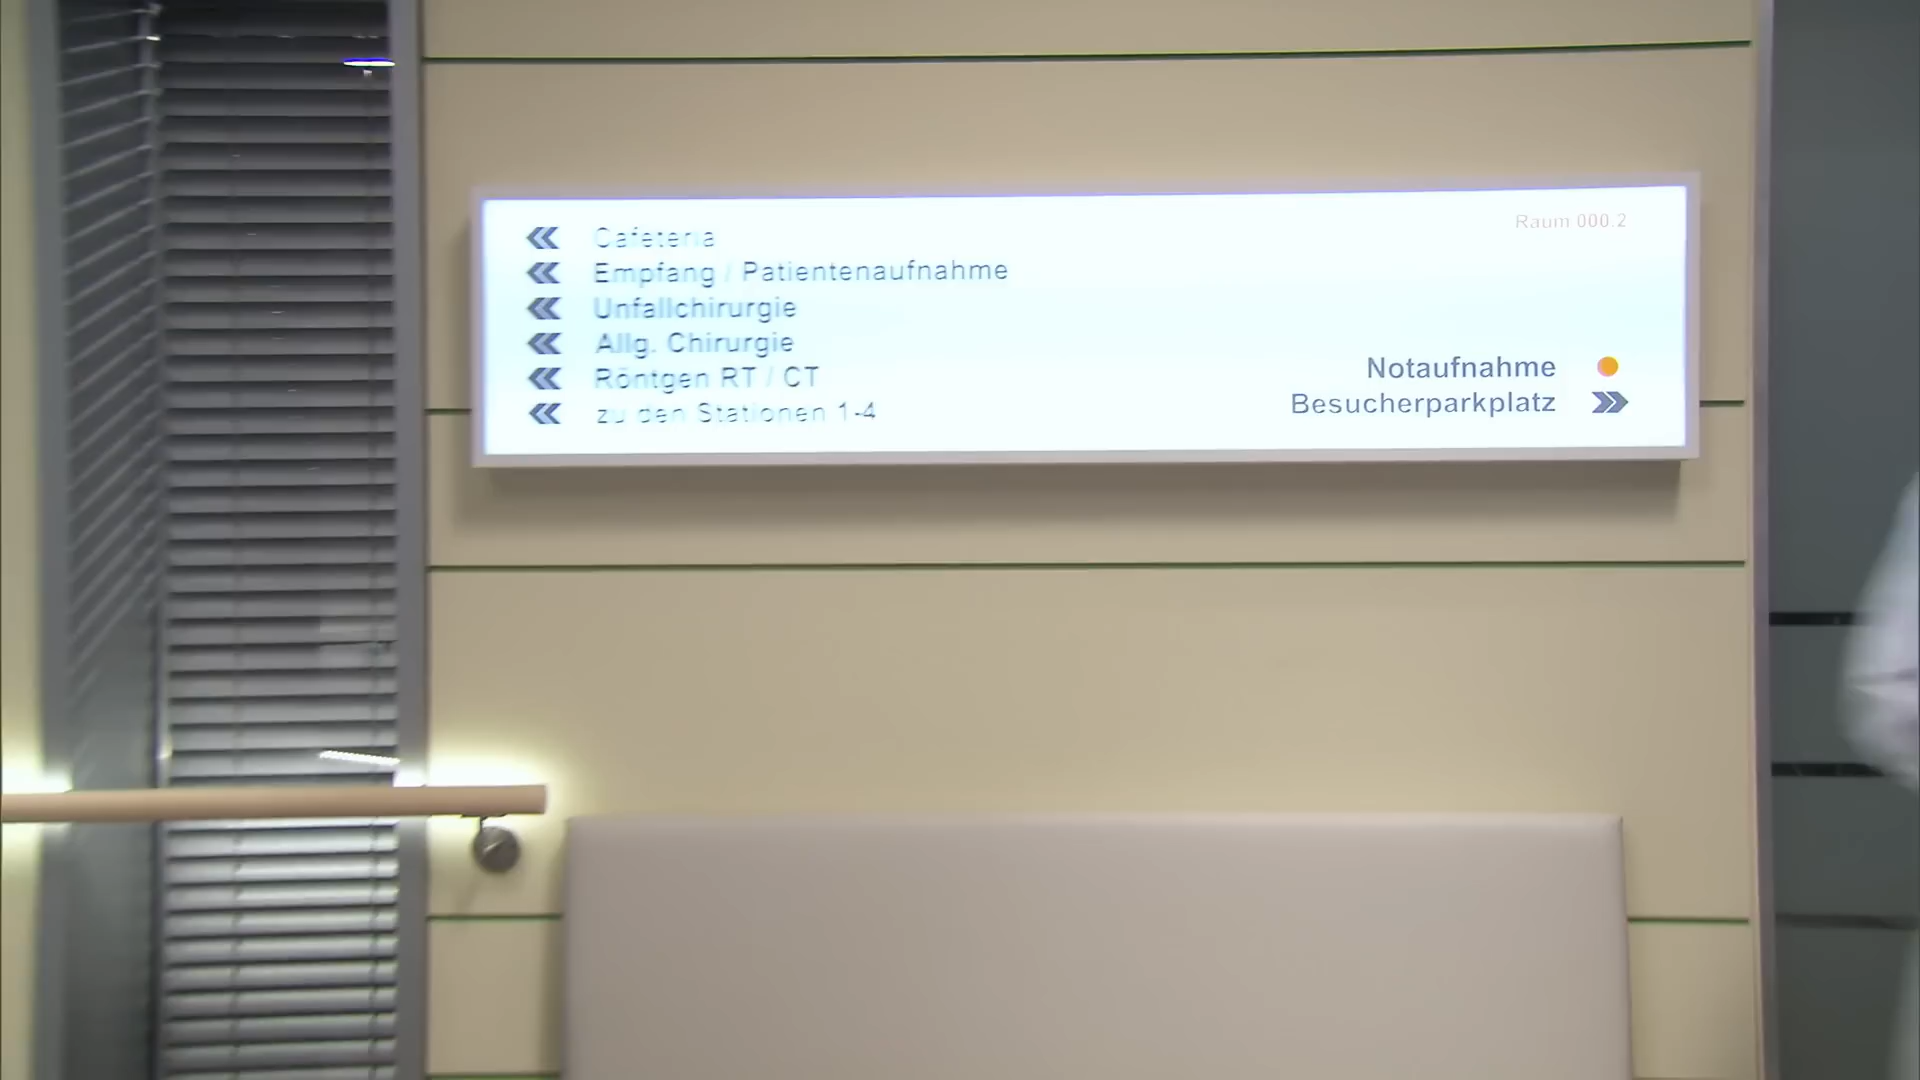 Cafeteria
Empfang / Patientenaufnahme
Unfallchirurgie
Allg. Chirurgie
Röntgen RT / CT
zu den Stationen 1-4
Raum 000.2
Notaufnahme
Besucherparkplatz